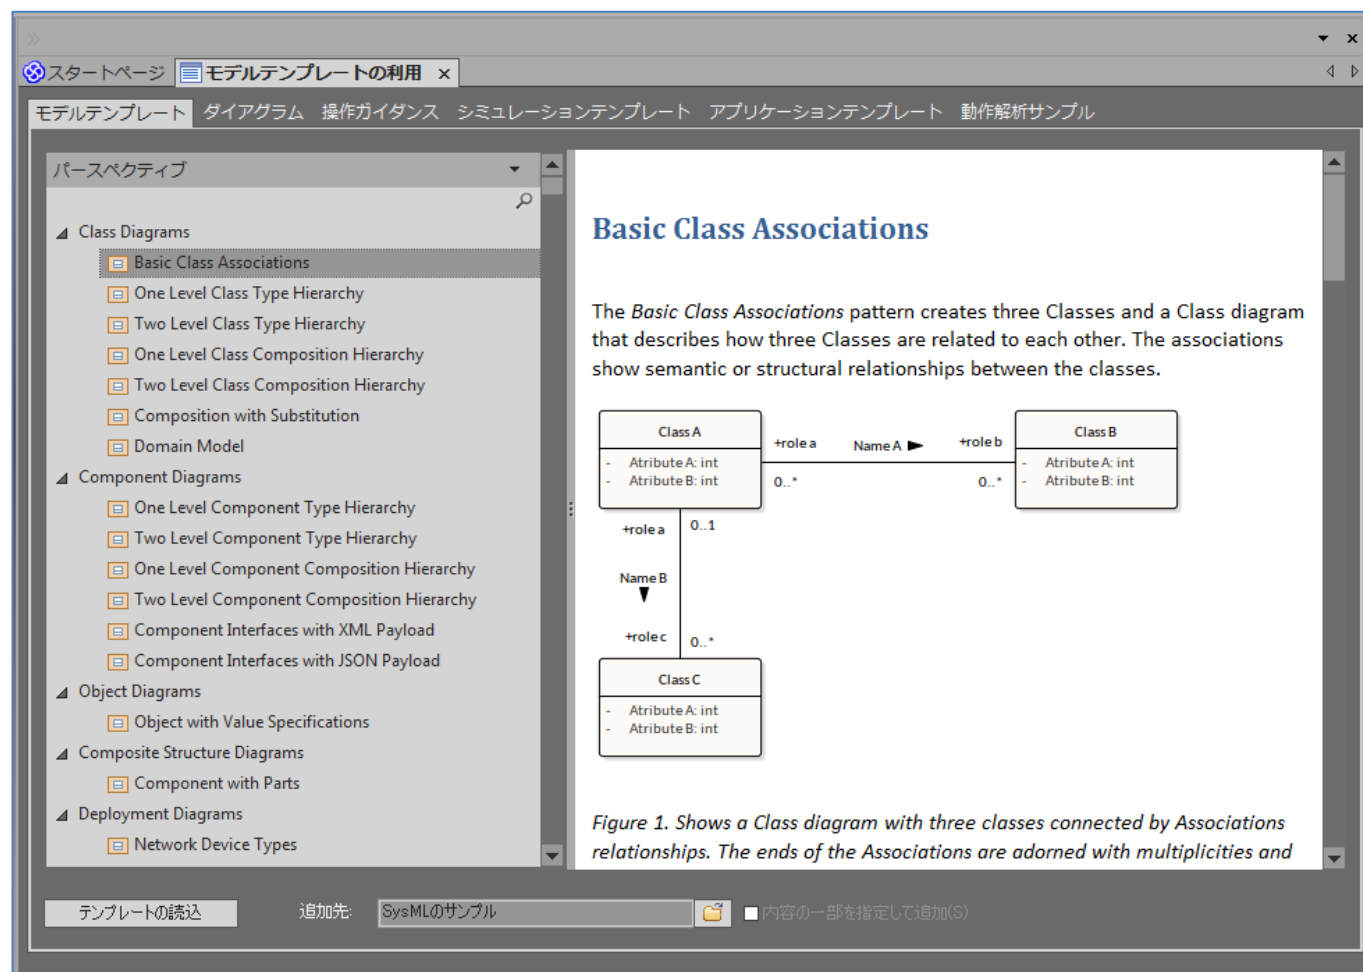 スタートページ
モデルテンプレートの利用
モデルテンプレート ダイアグラム 操作ガイダンス シミュレーションテンプレート アプリケーションテンプレート 動作解析サンプル
パースペクティブ
Class Diagrams
Basic Class Associations
One Level Class Type Hierarchy
Two Level Class Type Hierarchy
One Level Class Composition Hierarchy
Two Level Class Composition Hierarchy
Composition with Substitution
Domain Model
Component Diagrams
One Level Component Type Hierarchy
Two Level Component Type Hierarchy
One Level Component Composition Hierarchy
Two Level Component Composition Hierarchy
Component Interfaces with XML Payload
Component Interfaces with JSON Payload
Object Diagrams
Object with Value Specifications
Composite Structure Diagrams
Component with Parts
Deployment Diagrams
Network Device Types
Basic Class Associations
The Basic Class Associations pattern creates three Classes and a Class diagram
that describes how three Classes are related to each other. The associations
show semantic or structural relationships between the classes.
Class A
- Atribute A: int
- Atribute B: int
+role a
Name A
+role b
0..*
0..*
Class B
- Atribute A: int
- Atribute B: int
+role a
0..1
Name B
+role c
0..*
Class C
- Atribute A: int
- Atribute B: int
Figure 1. Shows a Class diagram with three classes connected by Associations
relationships. The ends of the Associations are adorned with multiplicities and
テンプレートの読込
追加先:
SysMLのサンプル
内容の一部を指定して追加(S)